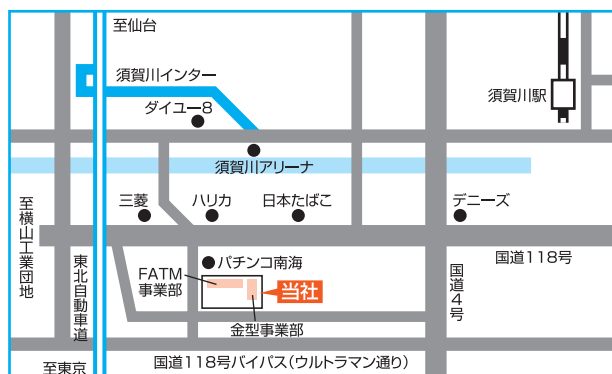 至仙台
須賀川インター
ダイユー8
須賀川駅
須賀川アリーナ
三菱
ハリカ
日本たばこ
デニーズ
至横山工業団地
東北自動車道
国道118号
パチンコ南海
FATM
事業部
当社
国道4号
金型事業部
国道118号バイパス(ウルトラマン通り)
至東京